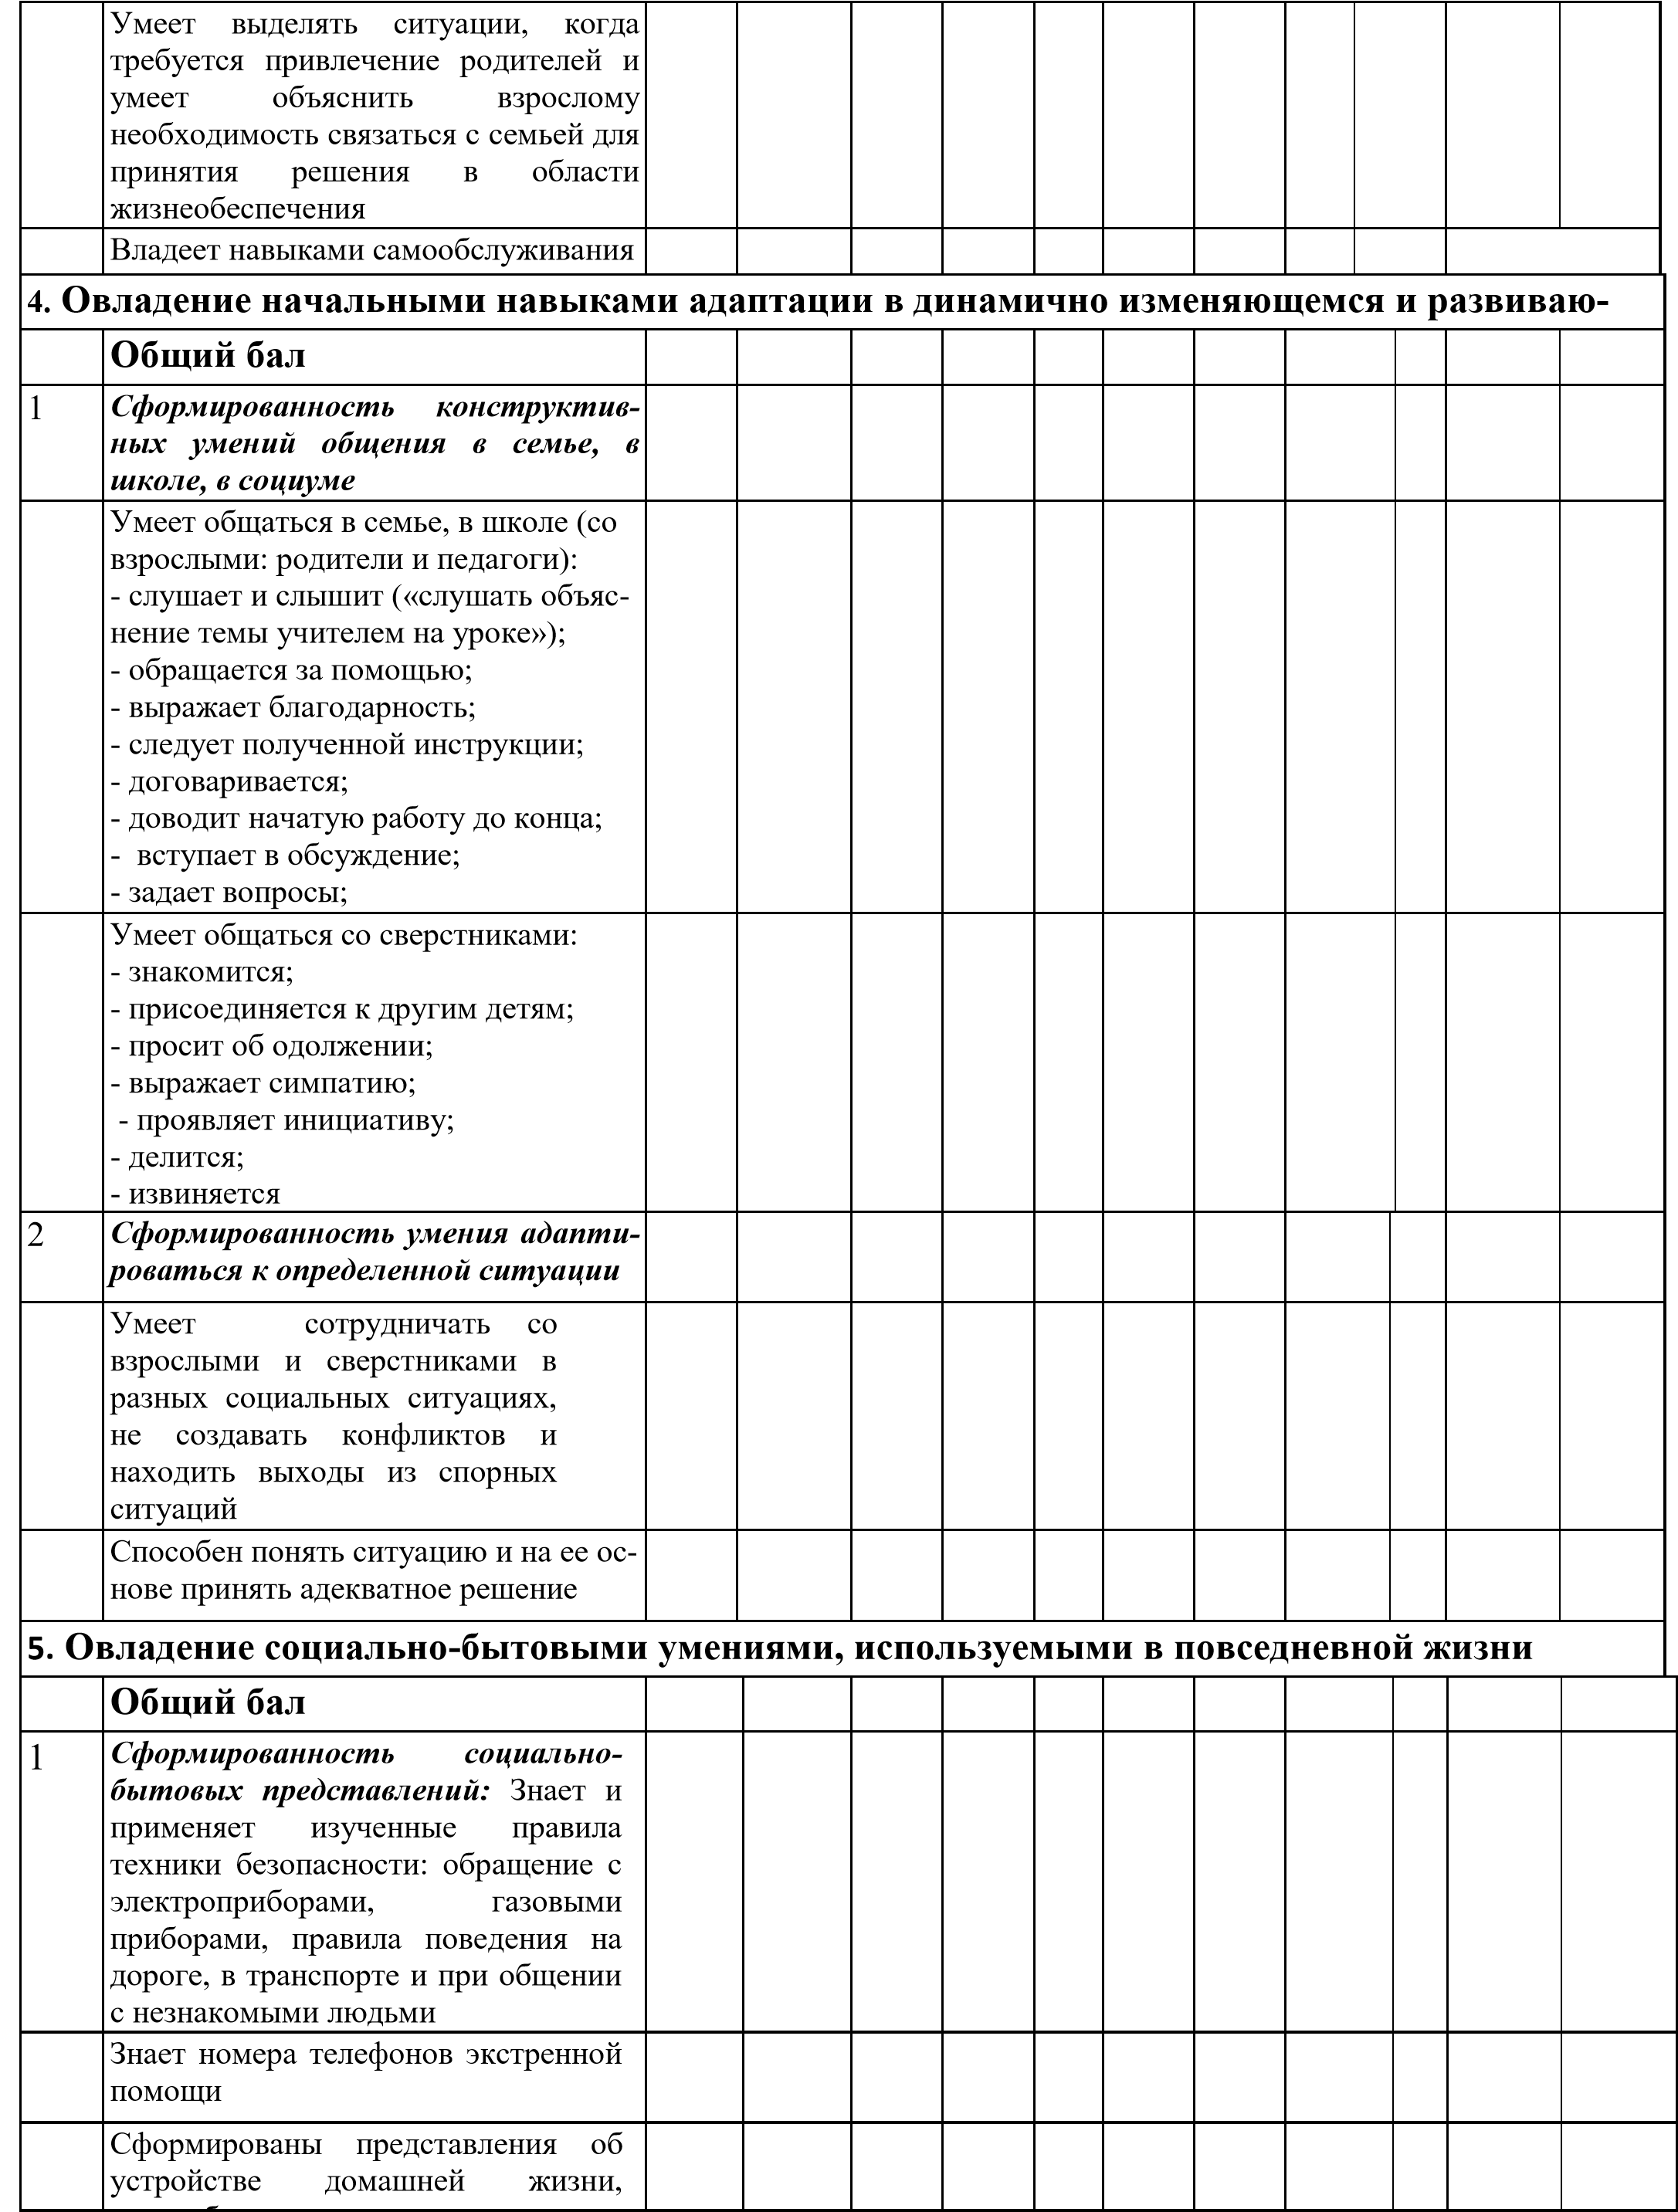 Умеет выделять ситуации, когда
требуется привлечение родителей и
умеет объяснить взрослому
необходимость связаться с семьей для
принятия решения в области
жизнеобеспечения
Владеет навыками самообслуживания
4. Овладение начальными навыками адаптации в динамично изменяющемся и развиваю-
Общий бал
1 Сформированность конструктив-
ных умений общения в семье, в
школе, в социуме
Умеет общаться в семье, в школе (со
взрослыми: родители и педагоги):
- слушает и слышит («слушать объяс-
нение темы учителем на уроке»);
- обращается за помощью;
- выражает благодарность;
- следует полученной инструкции;
- договаривается;
- доводит начатую работу до конца;
- вступает в обсуждение;
- задает вопросы;
Умеет общаться со сверстниками:
- знакомится;
- присоединяется к другим детям;
- просит об одолжении;
- выражает симпатию;
- проявляет инициативу;
- делится;
- извиняется
2 Сформированность умения адапти-
роваться к определенной ситуации
Умеет сотрудничать со
взрослыми и сверстниками в
разных социальных ситуациях,
не создавать конфликтов и
находить выходы из спорных
ситуаций
Способен понять ситуацию и на ее ос-
нове принять адекватное решение
5. Овладение социально-бытовыми умениями, используемыми в повседневной жизни
Общий бал
1 Сформированность социально-
бытовых представлений: Знает и
применяет изученные правила
техники безопасности: обращение с
электроприборами, газовыми
приборами, правила поведения на
дороге, в транспорте и при общении
с незнакомыми людьми
Знает номера телефонов экстренной
помощи
Сформированы представления об
устройстве домашней жизни,